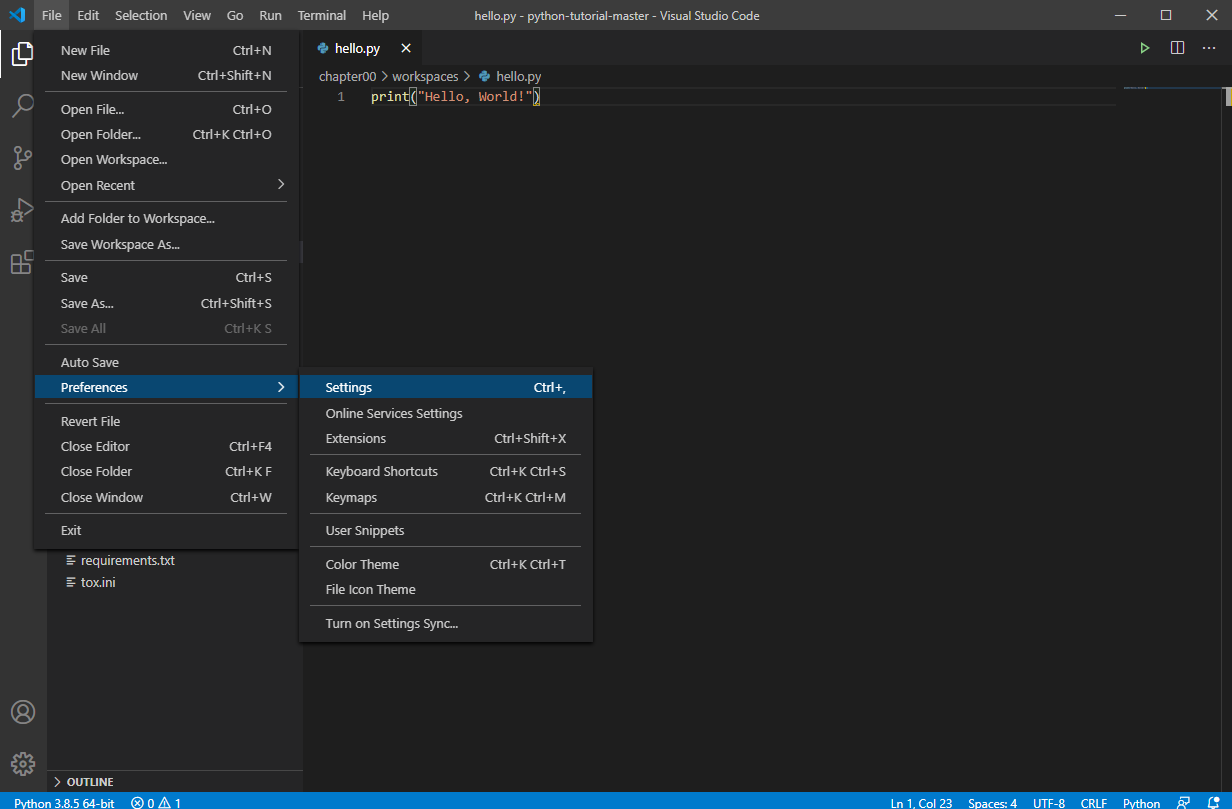 File Edit Selection View Go Run Terminal Help hello.py - python-tutorial-master - Visual Studio Code
New File Ctrl+N
New Window Ctrl+Shift+N
Open File... Ctrl+O
Open Folder... Ctrl+K Ctrl+O
Open Workspace...
Open Recent
Add Folder to Workspace...
Save Workspace As...
Save Ctrl+S
Save As... Ctrl+Shift+S
Save All Ctrl+K S
Auto Save
Preferences
Revert File
Close Editor Ctrl+F4
Close Folder Ctrl+K F
Close Window Ctrl+W
Exit
Settings Ctrl+,
Online Services Settings
Extensions Ctrl+Shift+X
Keyboard Shortcuts Ctrl+K Ctrl+S
Keymaps Ctrl+K Ctrl+M
User Snippets
Color Theme Ctrl+K Ctrl+T
File Icon Theme
Turn on Settings Sync...
requirements.txt
tox.ini
OUTLINE
hello.py
chapter00 > workspaces > hello.py
1 print("Hello, World!")
Python 3.8.5 64-bit 0 1 Ln 1, Col 23 Spaces: 4 UTF-8 CRLF Python